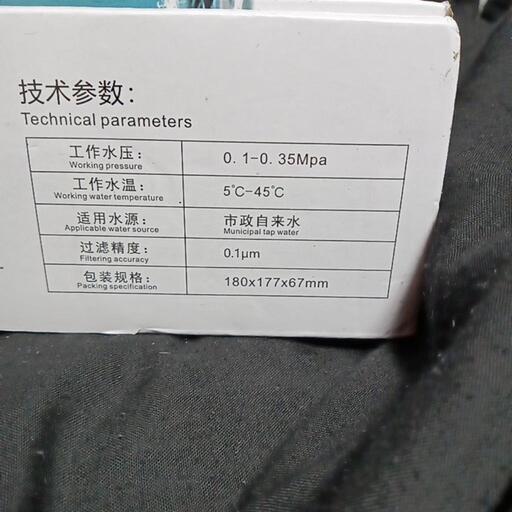 技术参数：
Technical parameters
工作水压： 0.1-0.35Mpa
Working pressure
工作水温： 5℃-45℃
Working water temperature
适用水源： 市政自来水
Applicable water source Municipal tap water
过滤精度： 0.1μm
Filtering accuracy
包装规格： 180x177x67mm
Packing specification